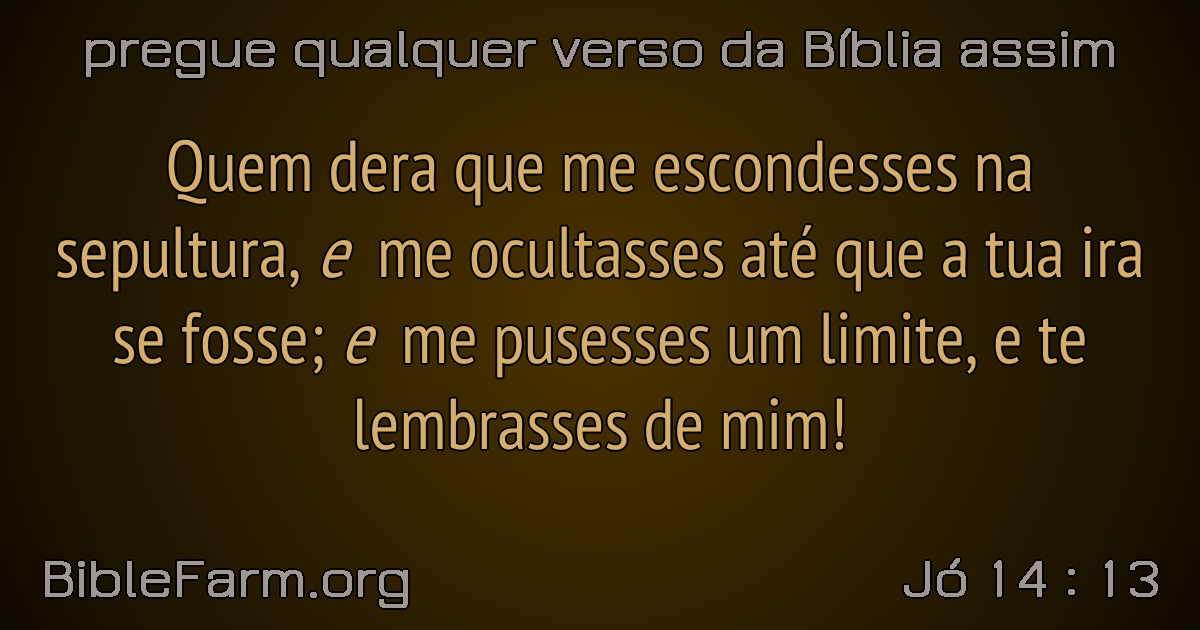 pregue qualquer verso da Bíblia assim
Quem dera que me escondesses na
sepultura, e me ocultasses até que a tua ira
se fosse; e me pusesses um limite, e te
lembrasses de mim!
BibleFarm.org
Jó 14 : 13